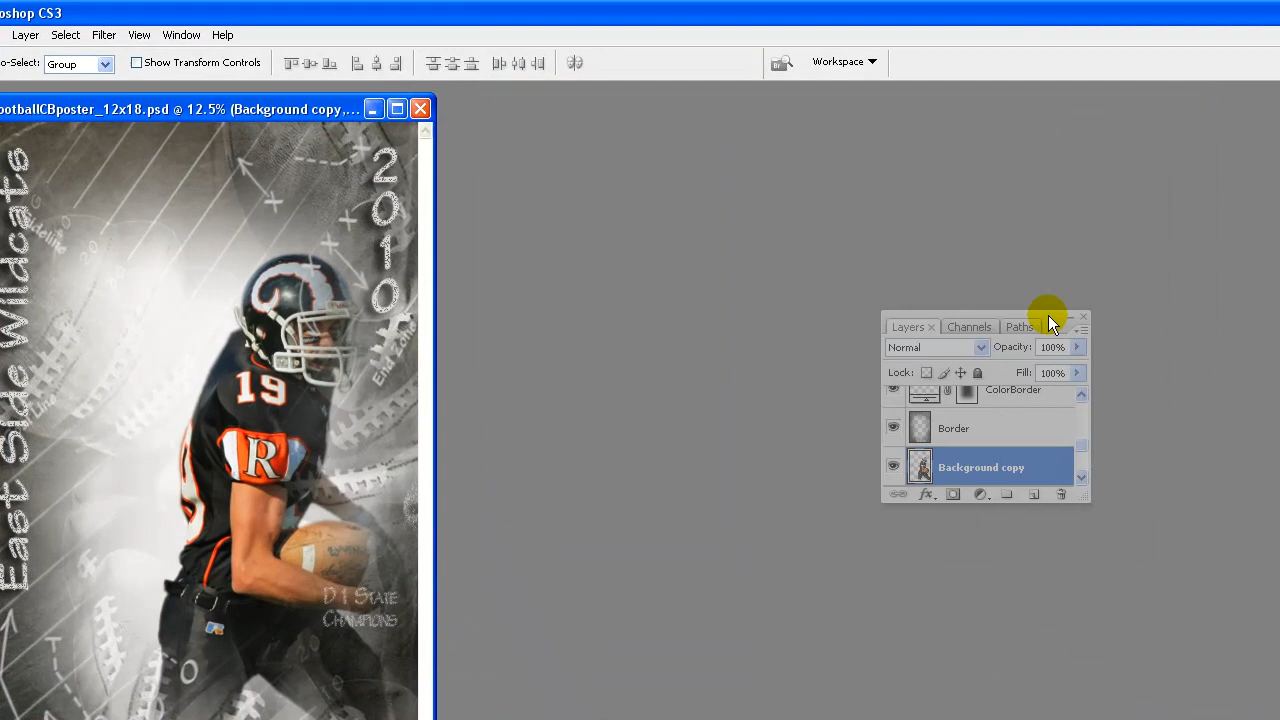 oshop CS3
Layer Select Filter View Window Help
o-Select: Group Show Transform Controls Workspace
ootballCBposter_12x18.psd @ 12.5% (Background copy,...
East Side Wildcats
2010
Sideline
20
End Zone
Line
19
R
D1 State
Champions
20
Layers Channels Paths
Normal Opacity: 100%
Lock: Fill: 100%
ColorBorder
Border
Background copy